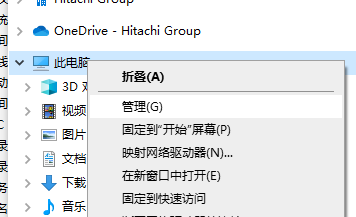 Hitachi Group
OneDrive - Hitachi Group
此电脑
折叠(A)
3D
管理(G)
视频
固定到"开始"屏幕(P)
图片
映射网络驱动器(N)...
文档
在新窗口中打开(E)
下载
固定到快速访问
音乐